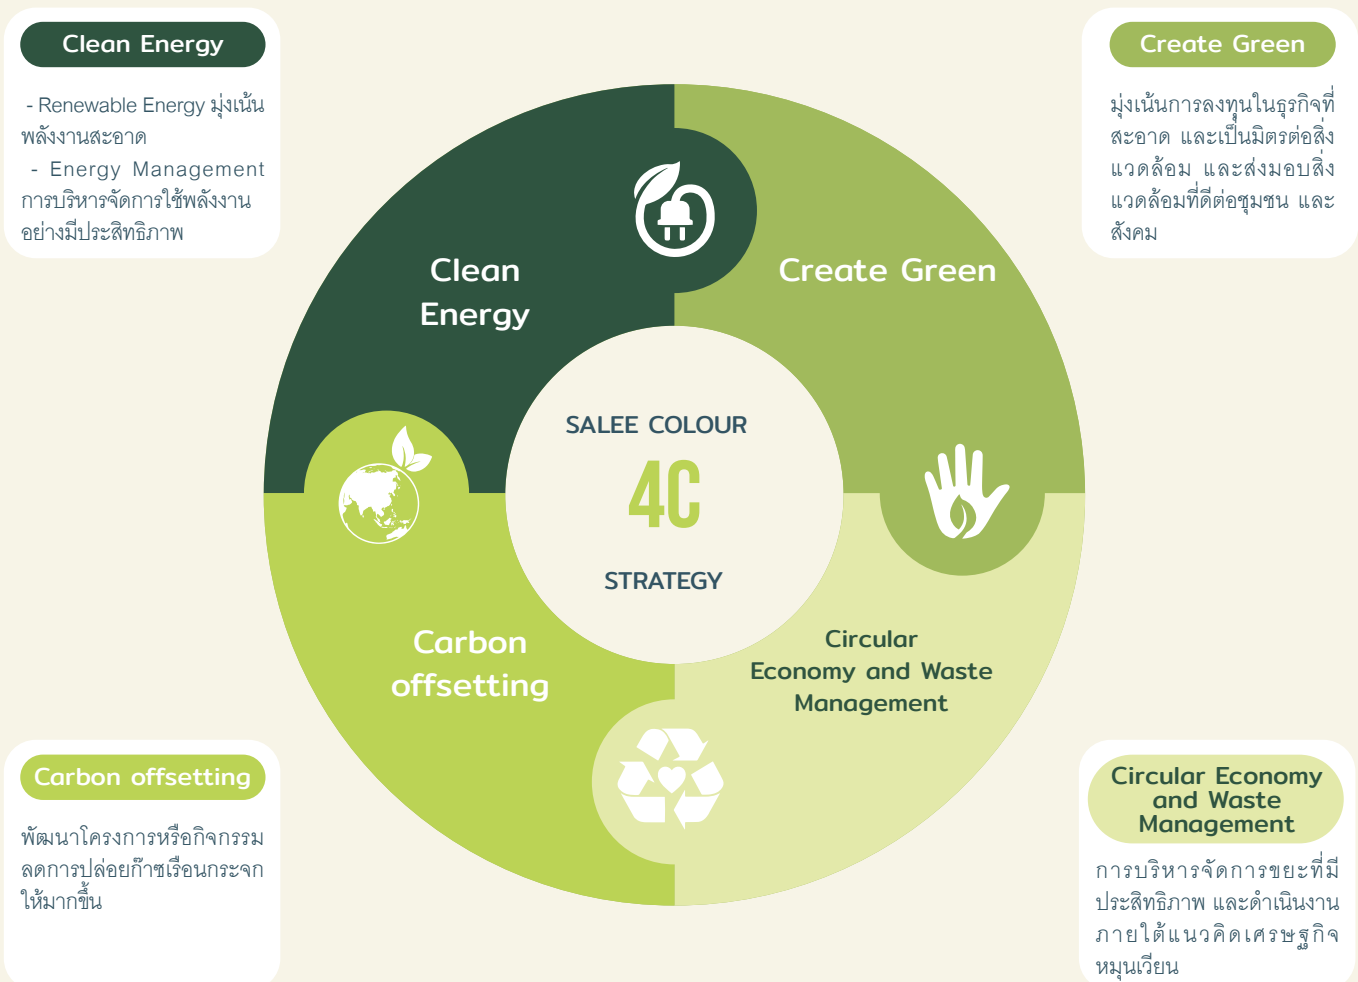 Clean Energy
- Renewable Energy มุ่งเน้น
พลังงานสะอาด
- Energy Management
การบริหารจัดการใช้พลังงาน
อย่างมีประสิทธิภาพ
Create Green
มุ่งเน้นการลงทุนในธุรกิจที่
สะอาด และเป็นมิตรต่อสิ่ง
แวดล้อม และส่งมอบสิ่ง
แวดล้อมที่ดีต่อชุมชน และ
สังคม
Clean
Energy
Create Green
SALEE COLOUR
4C
STRATEGY
Carbon
offsetting
Circular
Economy and Waste
Management
Carbon offsetting
พัฒนาโครงการหรือกิจกรรม
ลดการปล่อยก๊าซเรือนกระจก
ให้มากขึ้น
Circular Economy
and Waste
Management
การบริหารจัดการขยะที่มี
ประสิทธิภาพ และดำเนินงาน
ภายใต้แนวคิดเศรษฐกิจ
หมุนเวียน